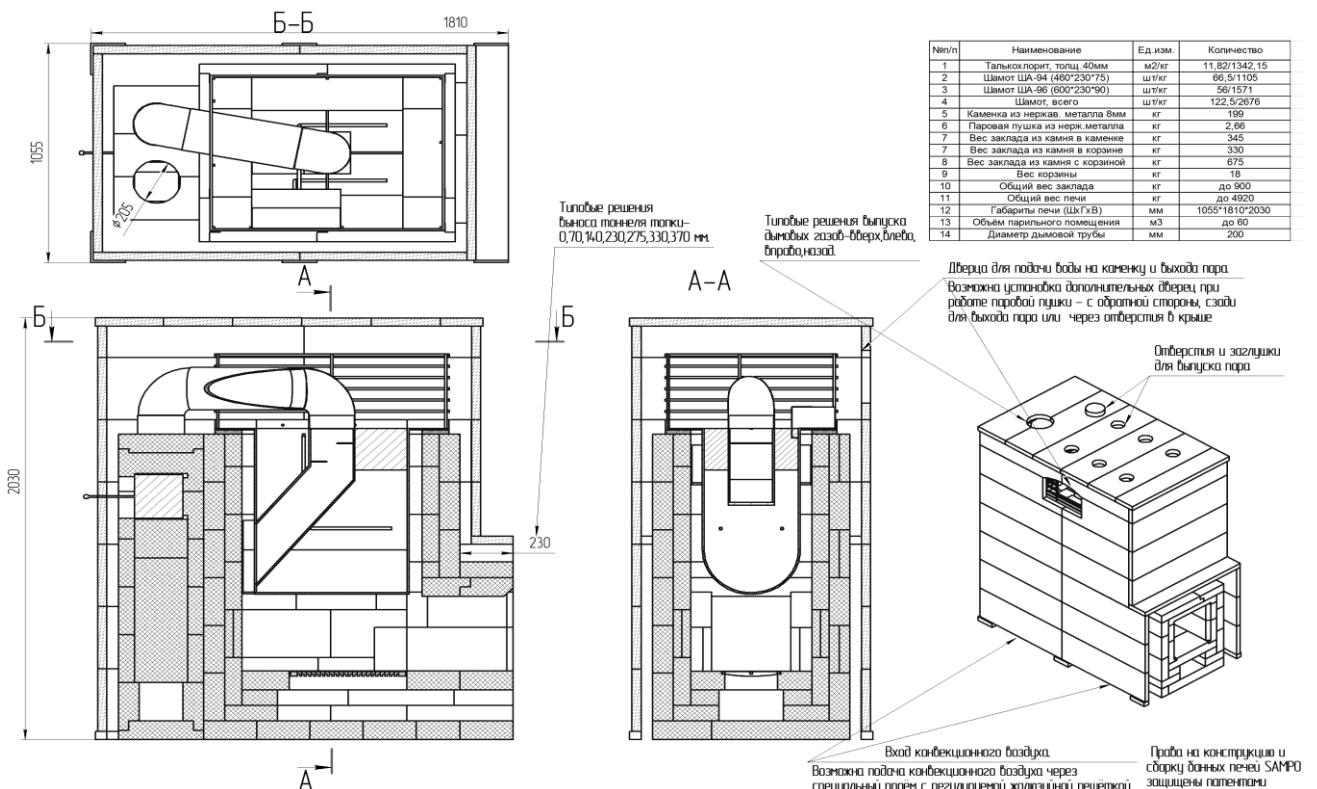 Б-Б
1810
1055
⌀205
А
Б
Б
2030
230
А
Типовые решения
выноса тоннеля топки-
0,70,140,230,275,330,370 мм.
Типовые решения выпуска
дымовых газов-вверх,влево,
вправо,назад.
А-А
№п/п Наименование Ед.изм. Количество
1 Талькохлорит, толщ.40мм м2/кг 11,82/1342,15
2 Шамот ША-94 (460*230*75) шт/кг 66,5/1105
3 Шамот ША-96 (600*230*90) шт/кг 56/1571
4 Шамот, всего шт/кг 122,5/2676
5 Каменка из нержав. металла 8мм кг 199
6 Паровая пушка из нерж.металла кг 2,66
7 Вес заклада из камня в каменке кг 345
7 Вес заклада из камня в корзине кг 330
8 Вес заклада из камня с корзиной кг 675
9 Вес корзины кг 18
10 Общий вес заклада кг до 900
11 Общий вес печи кг до 4920
12 Габариты печи (ШхГхВ) мм 1055*1810*2030
13 Объём парильного помещения м3 до 60
14 Диаметр дымовой трубы мм 200
Дверца для подачи воды на каменку и выхода пара.
Возможна установка дополнительных дверец при
работе паровой пушки - с обратной стороны, сзади
для выхода пара или через отверстия в крыше
Отверстия и заглушки
для выпуска пара
Вход конвекционного воздуха.
Возможна подача конвекционного воздуха через
специальный проём с регулируемой жалюзийной решёткой
Права на конструкцию и
сборку банных печей SAMPO
защищены патентами